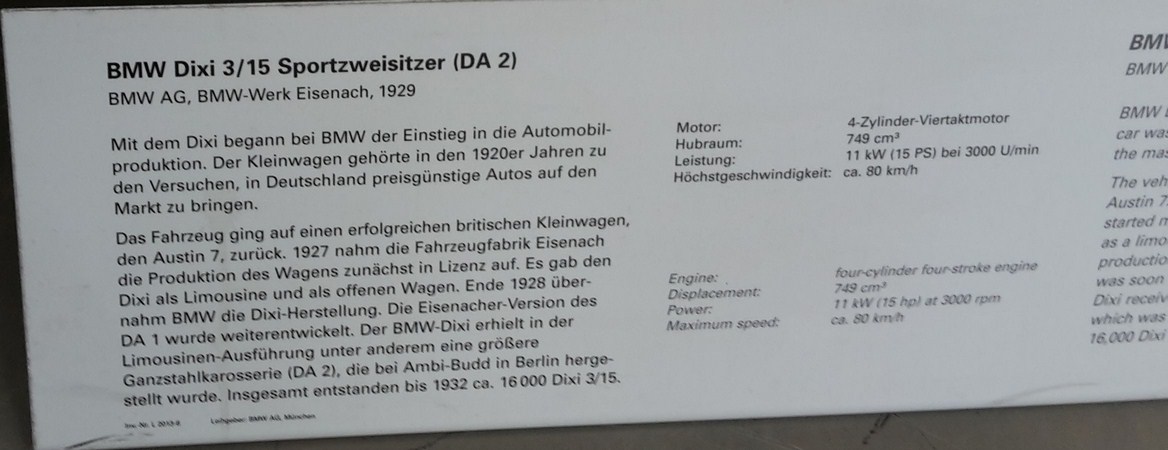 BMW Dixi 3/15 Sportzweisitzer (DA 2)
BMW AG, BMW-Werk Eisenach, 1929
Mit dem Dixi begann bei BMW der Einstieg in die Automobil-
produktion. Der Kleinwagen gehörte in den 1920er Jahren zu
den Versuchen, in Deutschland preisgünstige Autos auf den
Markt zu bringen.
Das Fahrzeug ging auf einen erfolgreichen britischen Kleinwagen,
den Austin 7, zurück. 1927 nahm die Fahrzeugfabrik Eisenach
die Produktion des Wagens zunächst in Lizenz auf. Es gab den
Dixi als Limousine und als offenen Wagen. Ende 1928 über-
nahm BMW die Dixi-Herstellung. Die Eisenacher-Version des
DA 1 wurde weiterentwickelt. Der BMW-Dixi erhielt in der
Limousinen-Ausführung unter anderem eine größere
Ganzstahlkarosserie (DA 2), die bei Ambi-Budd in Berlin herge-
stellt wurde. Insgesamt entstanden bis 1932 ca. 16 000 Dixi 3/15.
Leihgeber: BMW AG, München
Motor: 4-Zylinder-Viertaktmotor
Hubraum: 749 cm³
Leistung: 11 kW (15 PS) bei 3000 U/min
Höchstgeschwindigkeit: ca. 80 km/h
Engine: four-cylinder four-stroke engine
Displacement: 749 cm³
Power: 11 kW (15 hp) at 3000 rpm
Maximum speed: ca. 80 km/h
BMW
BMW
BMW
car was
the
The
Austin 7
started
as a
was soon
Dixi
which was
16,000 Dixi